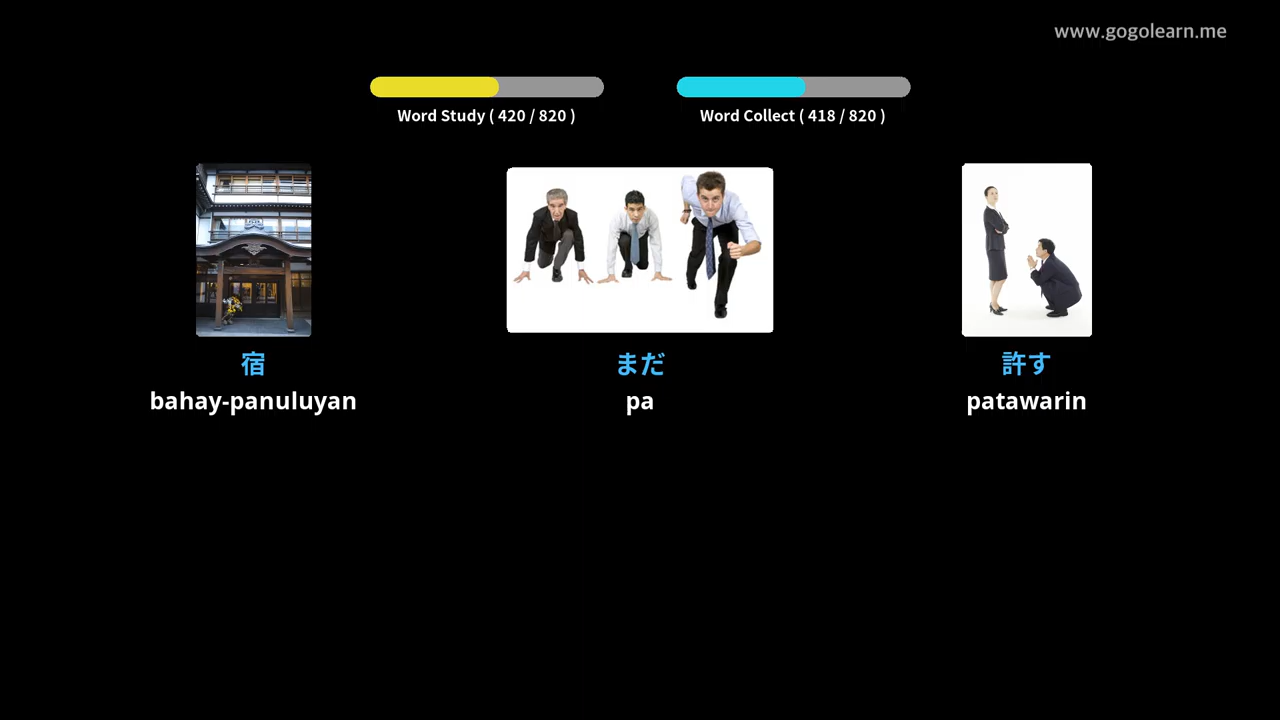 www.gogolearn.me
Word Study ( 420 / 820 )
Word Collect ( 418 / 820 )
宿
まだ
許す
bahay-panuluyan
pa
patawarin